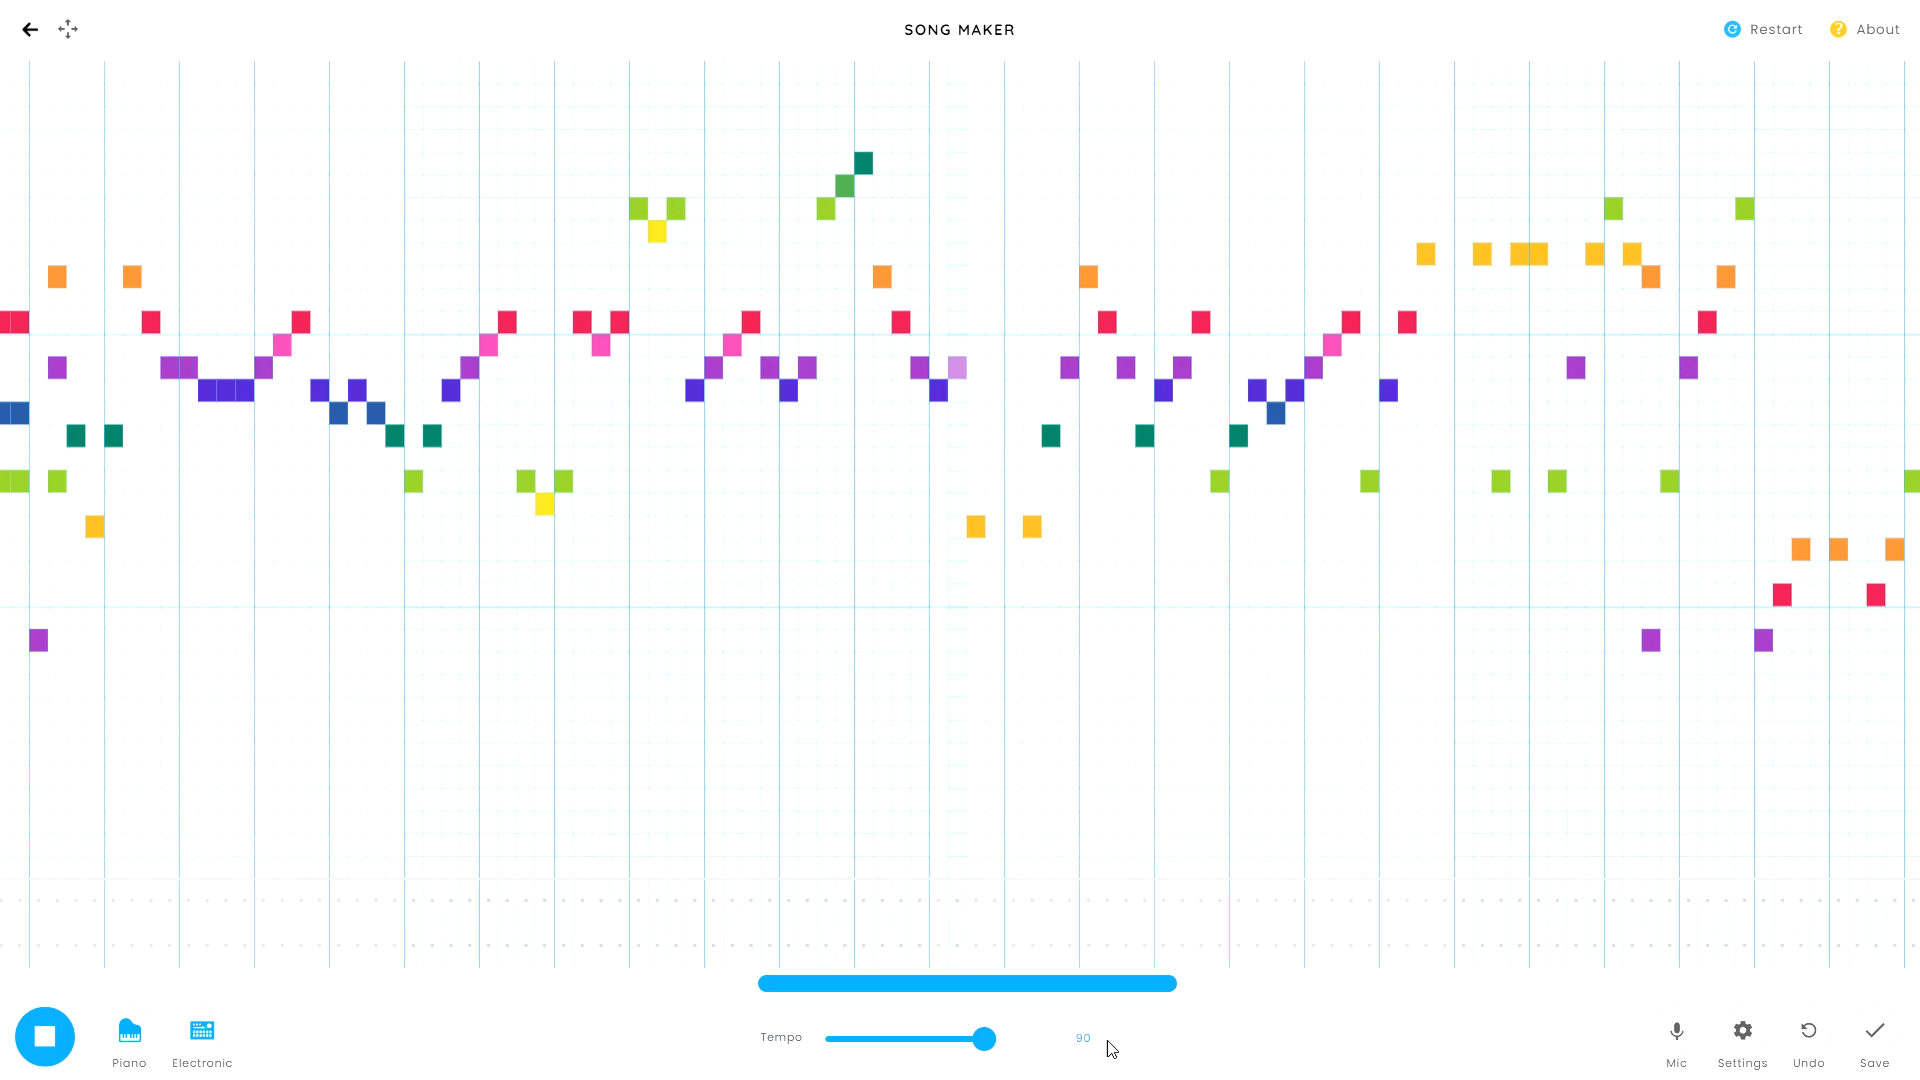 SONG MAKER
Restart
About
Tempo
90
Piano
Electronic
Mic
Settings
Undo
Save